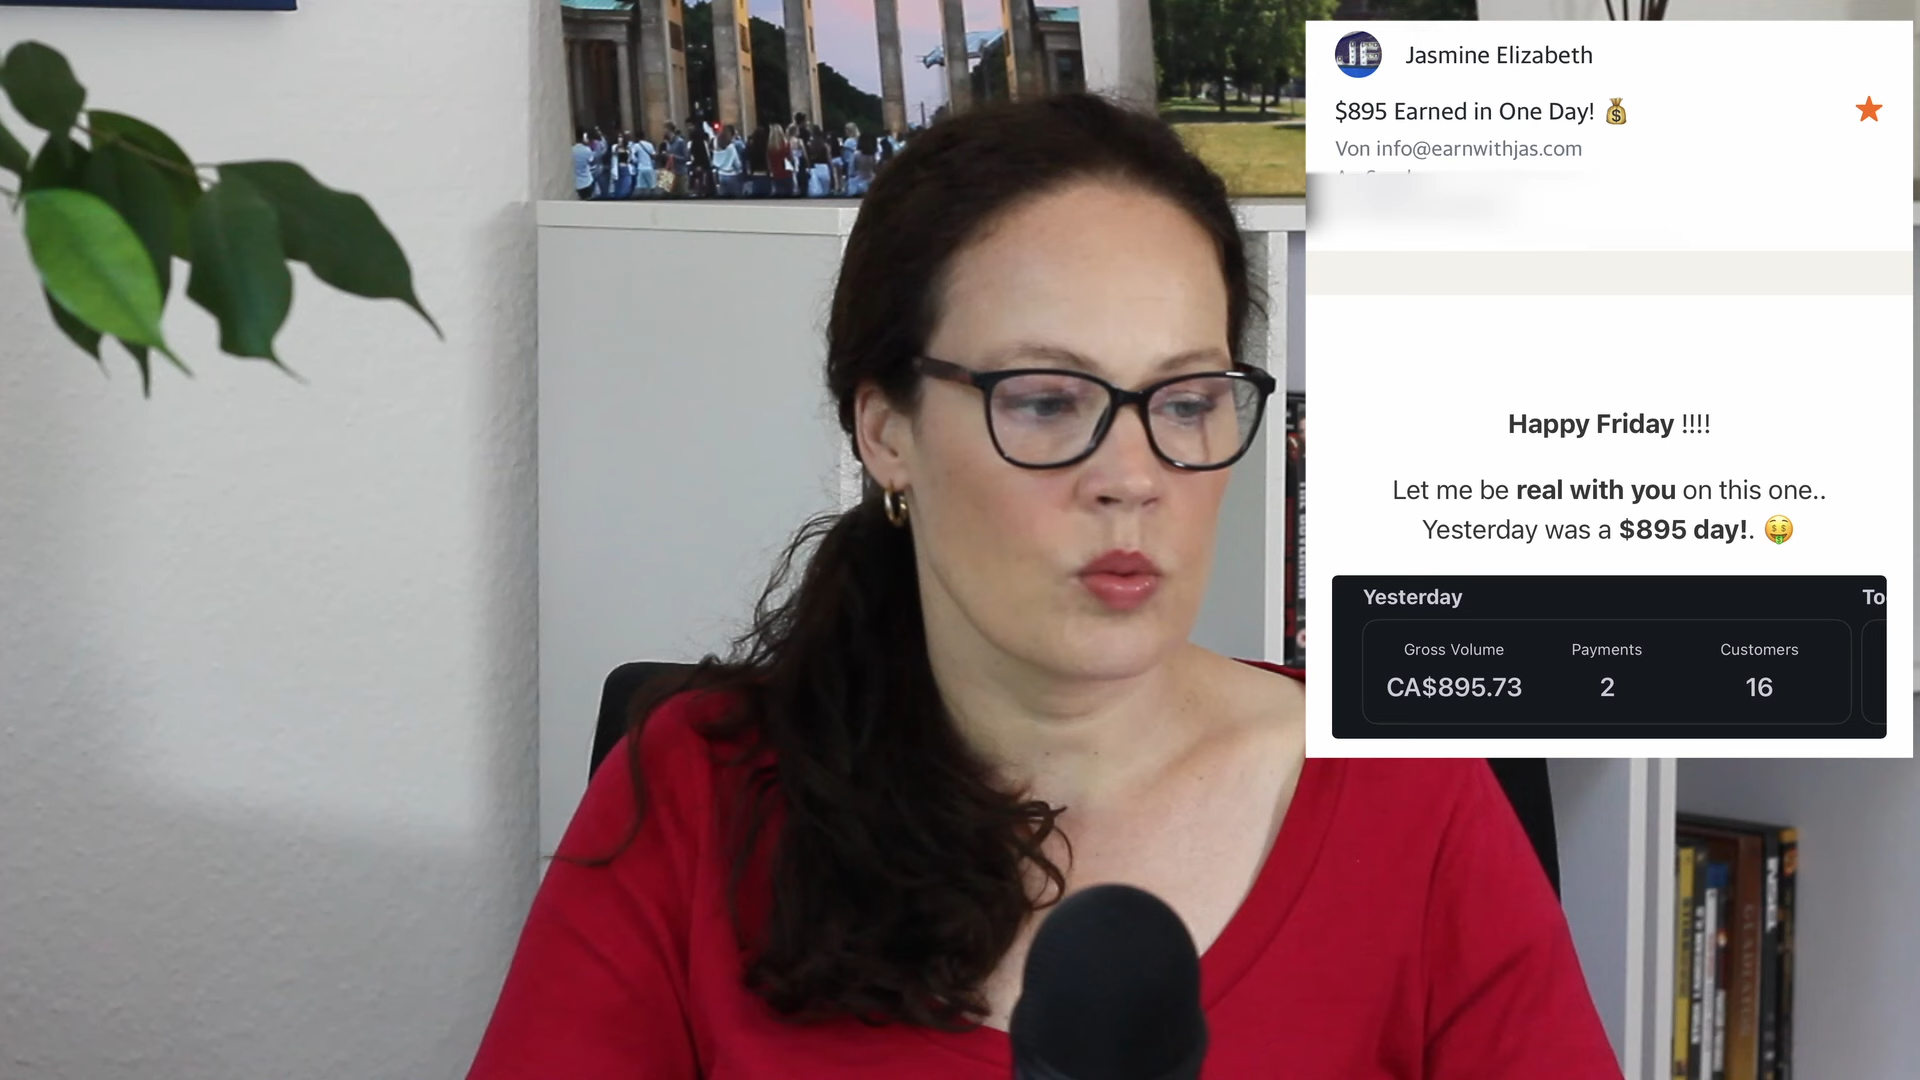 Jasmine Elizabeth
$895 Earned in One Day! 💰
Von info@earnwithjas.com
Happy Friday !!!!
Let me be real with you on this one..
Yesterday was a $895 day!. 🤑
Yesterday
To
Gross Volume Payments Customers
CA$895.73 2 16